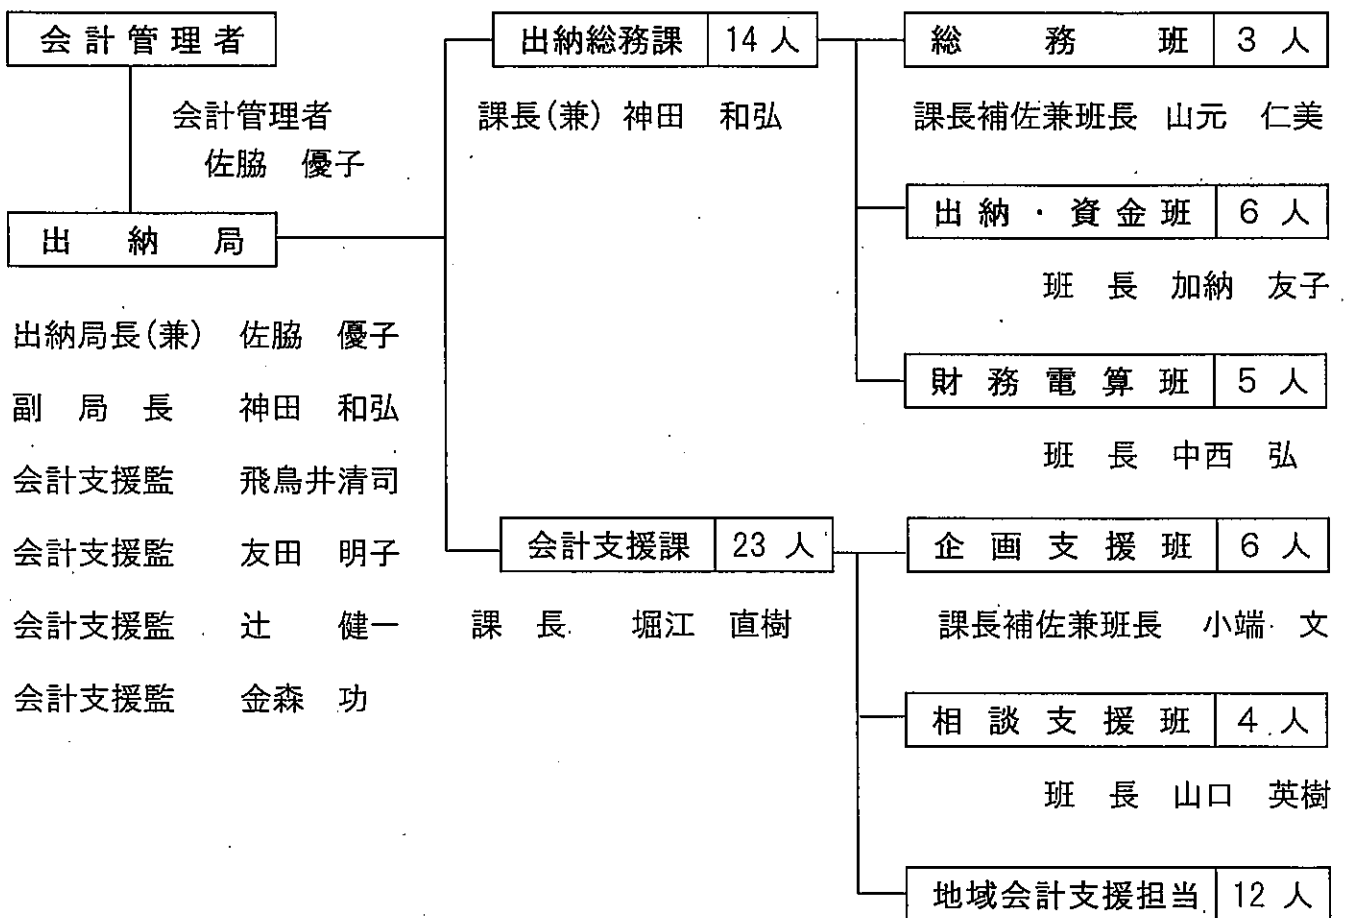 会計管理者
会計管理者
佐脇 優子
出納局
出納局長(兼) 佐脇 優子
副局長 神田 和弘
会計支援監 飛鳥井清司
会計支援監 友田 明子
会計支援監 辻 健一
会計支援監 金森 功
出納総務課 14人
課長(兼) 神田 和弘
総務班 3人
課長補佐兼班長 山元 仁美
出納・資金班 6人
班長 加納 友子
財務電算班 5人
班長 中西 弘
会計支援課 23人
課長 堀江 直樹
企画支援班 6人
課長補佐兼班長 小端 文
相談支援班 4人
班長 山口 英樹
地域会計支援担当 12人